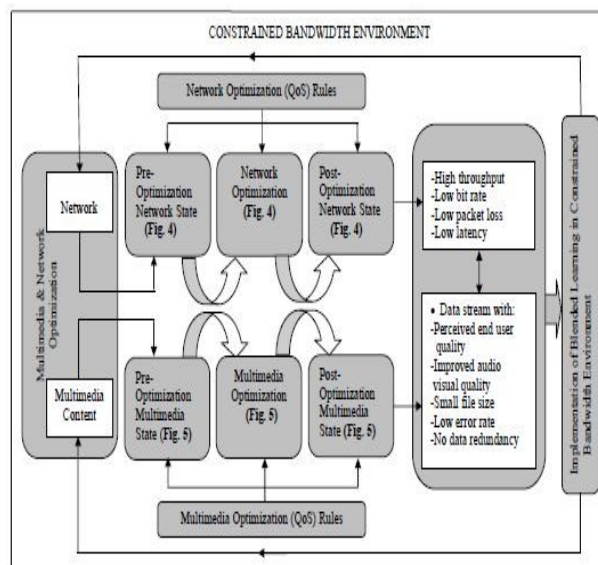 CONSTRAINED BANDWIDTH ENVIRONMENT
Network Optimization (QoS) Rules
Multimedia & Network
Optimization
Network
Multimedia
Content
Pre-
Optimization
Network State
(Fig. 4)
Network
Optimization
(Fig. 4)
Post-
Optimization
Network State
(Fig. 4)
Pre-
Optimization
Multimedia
State (Fig. 5)
Multimedia
Optimization
(Fig. 5)
Post-
Optimization
Multimedia
State (Fig. 5)
Multimedia Optimization (QoS) Rules
-High throughput
-Low bit rate
-Low packet loss
-Low latency
• Data stream with:
-Perceived end user
quality
-Improved audio
visual quality
-Small file size
-Low error rate
-No data redundancy
Implementation of Blended Learning in Constrained
Bandwidth Environment